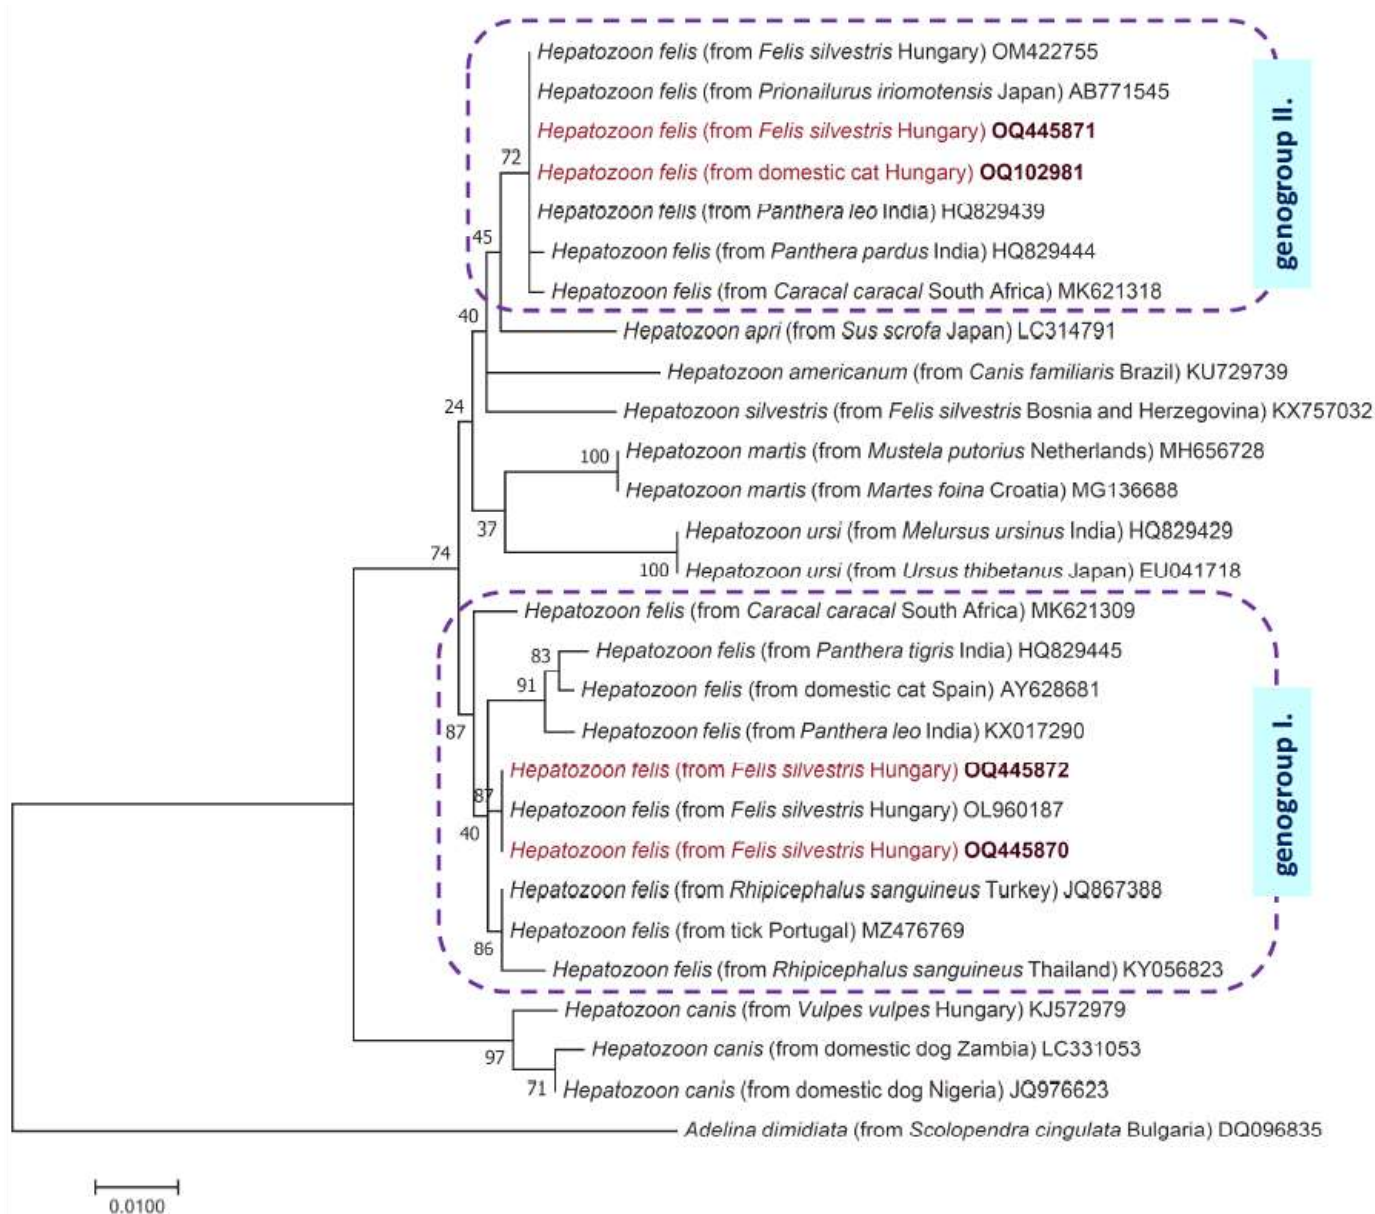 Hepatozoon felis (from Felis silvestris Hungary) OM422755
Hepatozoon felis (from Prionailurus iriomotensis Japan) AB771545
Hepatozoon felis (from Felis silvestris Hungary) OQ445871
72
Hepatozoon felis (from domestic cat Hungary) OQ102981
genogroup II.
Hepatozoon felis (from Panthera leo India) HQ829439
45
Hepatozoon felis (from Panthera pardus India) HQ829444
Hepatozoon felis (from Caracal caracal South Africa) MK621318
40
Hepatozoon apri (from Sus scrofa Japan) LC314791
Hepatozoon americanum (from Canis familiaris Brazil) KU729739
24
Hepatozoon silvestris (from Felis silvestris Bosnia and Herzegovina) KX757032
100
Hepatozoon martis (from Mustela putorius Netherlands) MH656728
Hepatozoon martis (from Martes foina Croatia) MG136688
37
Hepatozoon ursi (from Melursus ursinus India) HQ829429
74
100
Hepatozoon ursi (from Ursus thibetanus Japan) EU041718
Hepatozoon felis (from Caracal caracal South Africa) MK621309
83
Hepatozoon felis (from Panthera tigris India) HQ829445
91
Hepatozoon felis (from domestic cat Spain) AY628681
87
Hepatozoon felis (from Panthera leo India) KX017290
Hepatozoon felis (from Felis silvestris Hungary) OQ445872
genogroup I.
87
Hepatozoon felis (from Felis silvestris Hungary) OL960187
40
Hepatozoon felis (from Felis silvestris Hungary) OQ445870
Hepatozoon felis (from Rhipicephalus sanguineus Turkey) JQ867388
Hepatozoon felis (from tick Portugal) MZ476769
86
Hepatozoon felis (from Rhipicephalus sanguineus Thailand) KY056823
Hepatozoon canis (from Vulpes vulpes Hungary) KJ572979
97
Hepatozoon canis (from domestic dog Zambia) LC331053
71
Hepatozoon canis (from domestic dog Nigeria) JQ976623
Adelina dimidiata (from Scolopendra cingulata Bulgaria) DQ096835
0.0100